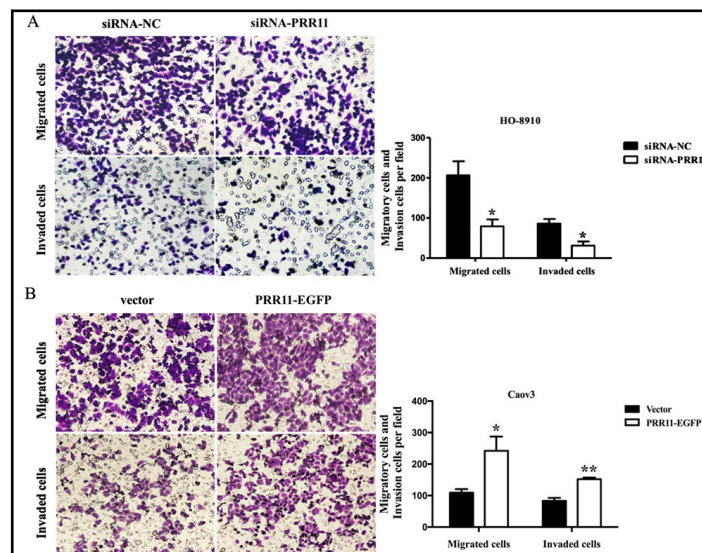 A
siRNA-NC
siRNA-PRR11
Migrated cells
Invaded cells
HO-8910
Migratory cells and
Invasion cells per field
300
200
100
0
siRNA-NC
siRNA-PRR11
*
*
Migrated cells
Invaded cells
B
vector
PRR11-EGFP
Migrated cells
Invaded cells
Caov3
Migratory cells and
Invasion cells per field
400
300
200
100
0
Vector
PRR11-EGFP
*
**
Migrated cells
Invaded cells